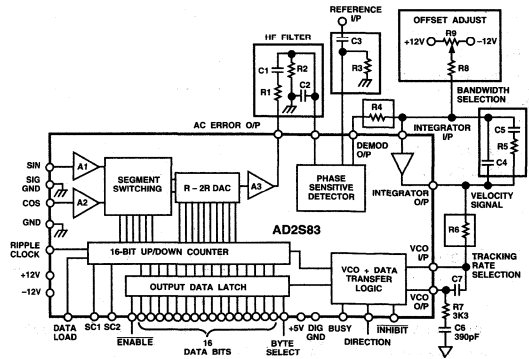 REFERENCE
I/P
HF FILTER
OFFSET ADJUST
C3
R9
+12V
−12V
R3
R8
C1
R2
C2
R1
BANDWIDTH
SELECTION
R4
AC ERROR O/P
DEMOD
O/P
INTEGRATOR
I/P
C5
R5
C4
SIN
A1
SIG
GND
SEGMENT
SWITCHING
R – 2R DAC
A3
PHASE
SENSITIVE
DETECTOR
COS
A2
INTEGRATOR
O/P
VELOCITY
SIGNAL
GND
AD2S83
R6
RIPPLE
CLOCK
16-BIT UP/DOWN COUNTER
VCO
I/P
TRACKING
RATE
SELECTION
+12V
VCO + DATA
TRANSFER
LOGIC
−12V
OUTPUT DATA LATCH
VCO
O/P
C7
R7
3K3
C6
390pF
DATA
LOAD
SC1
SC2
ENABLE
16
DATA BITS
BYTE
SELECT
+5V
DIG
GND
BUSY
DIRECTION
INHIBIT